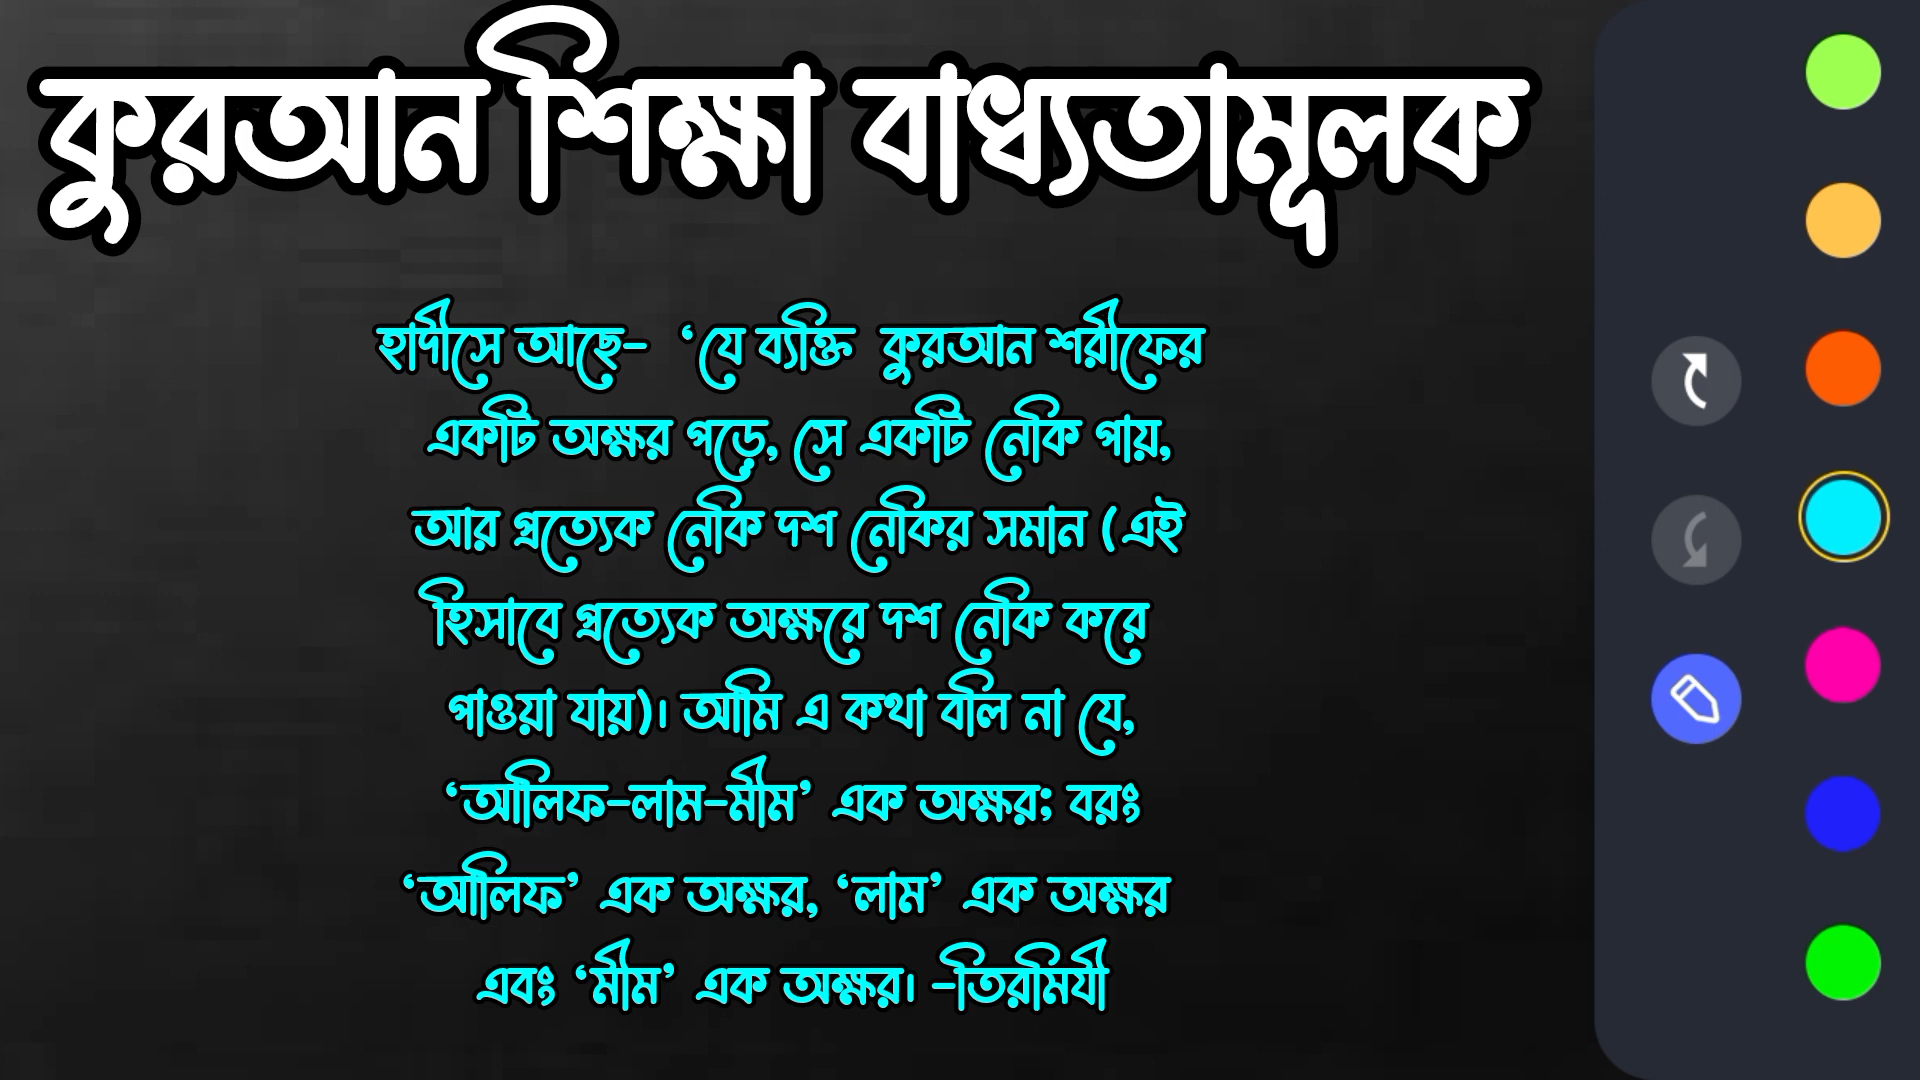 কুরআন শিক্ষা বাধ্যতামূলক
হাদীসে আছে- ‘যে ব্যক্তি কুরআন শরীফের
একটি অক্ষর পড়ে, সে একটি নেকি পায়,
আর প্রত্যেক নেকি দশ নেকির সমান (এই
হিসাবে প্রত্যেক অক্ষরে দশ নেকি করে
পাওয়া যায়)। আমি এ কথা বলি না যে,
‘আলিফ-লাম-মীম’ এক অক্ষর; বরং
‘আলিফ’ এক অক্ষর, ‘লাম’ এক অক্ষর
এবং ‘মীম’ এক অক্ষর। -তিরমিযী